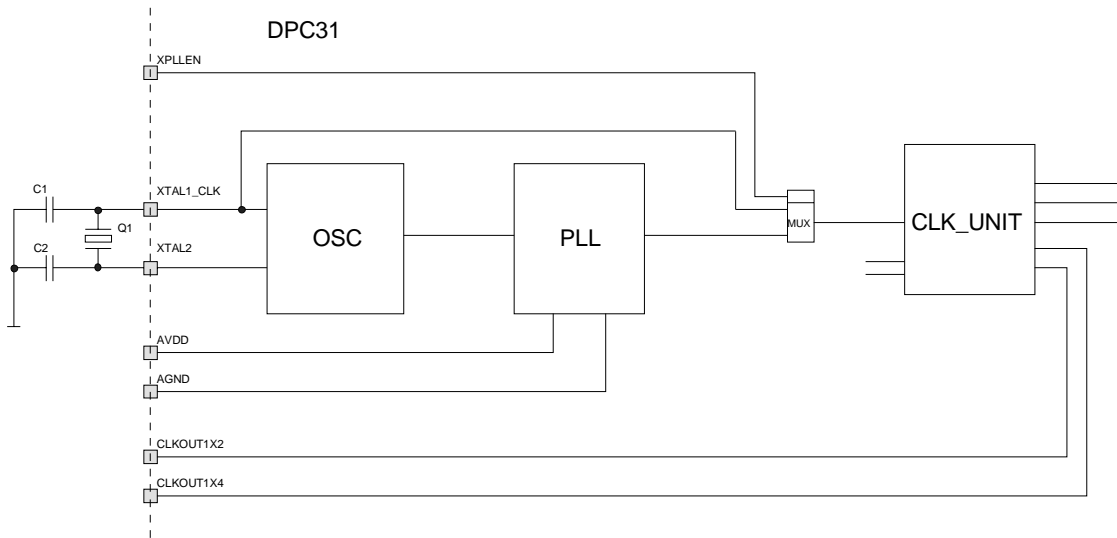 DPC31
XPLLEN
C1
XTAL1_CLK
Q1
OSC
PLL
MUX
CLK_UNIT
C2
XTAL2
AVDD
AGND
CLKOUT1X2
CLKOUT1X4